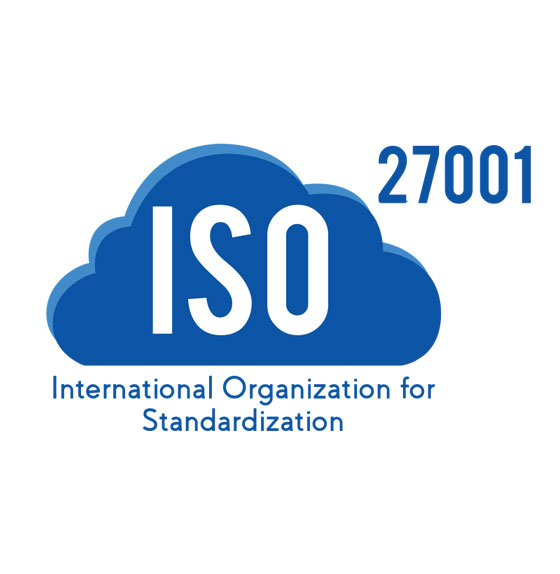 27001
ISO
International Organization for
Standardization